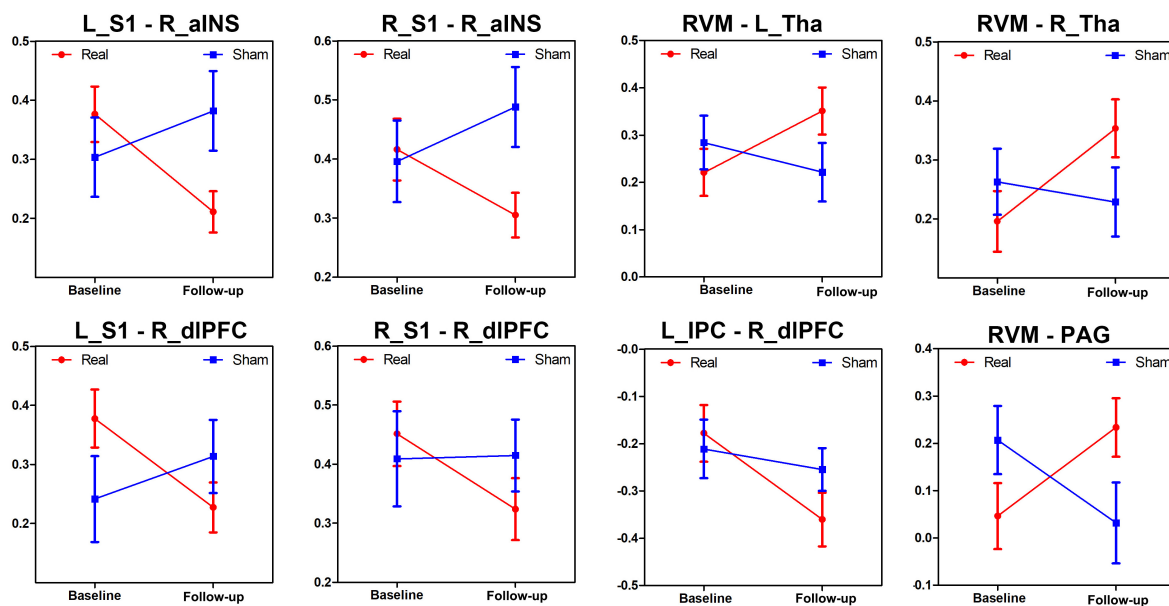 L_S1 - R_aINS
0.5
0.4
0.3
0.2
Real
Sham
Baseline
Follow-up
R_S1 - R_aINS
0.6
0.5
0.4
0.3
0.2
Real
Sham
Baseline
Follow-up
RVM - L_Tha
0.5
0.4
0.3
0.2
0.1
0.0
Real
Sham
Baseline
Follow-up
RVM - R_Tha
0.5
0.4
0.3
0.2
Real
Sham
Baseline
Follow-up
L_S1 - R_dlPFC
0.5
0.4
0.3
0.2
Real
Sham
Baseline
Follow-up
R_S1 - R_dlPFC
0.6
0.5
0.4
0.3
0.2
Real
Sham
Baseline
Follow-up
L_IPC - R_dlPFC
-0.0
-0.1
-0.2
-0.3
-0.4
-0.5
Real
Sham
Baseline
Follow-up
RVM - PAG
0.4
0.3
0.2
0.1
0.0
-0.1
Real
Sham
Baseline
Follow-up